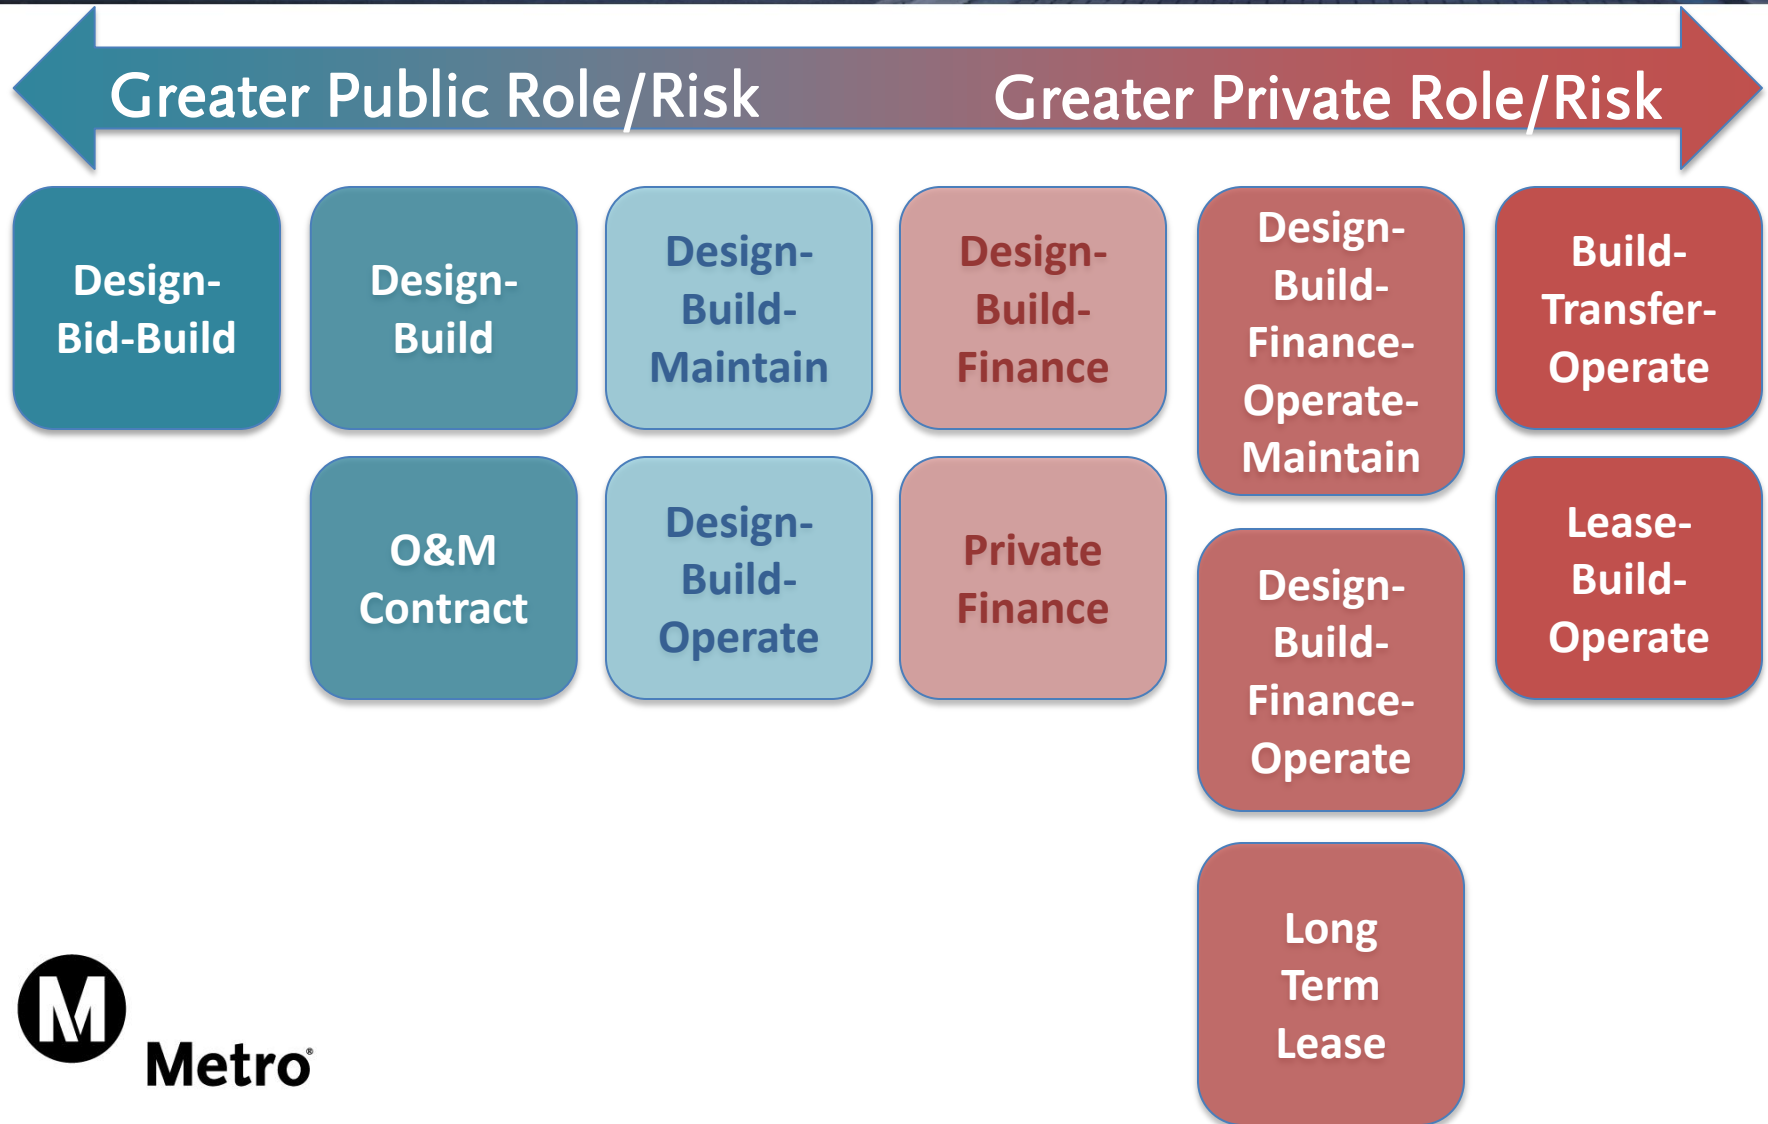 Greater Public Role/Risk
Greater Private Role/Risk
Design-
Bid-Build
Design-
Build
O&M
Contract
Design-
Build-
Maintain
Design-
Build-
Operate
Design-
Build-
Finance
Private
Finance
Design-
Build-
Finance-
Operate-
Maintain
Design-
Build-
Finance-
Operate
Long
Term
Lease
Build-
Transfer-
Operate
Lease-
Build-
Operate
M
Metro®